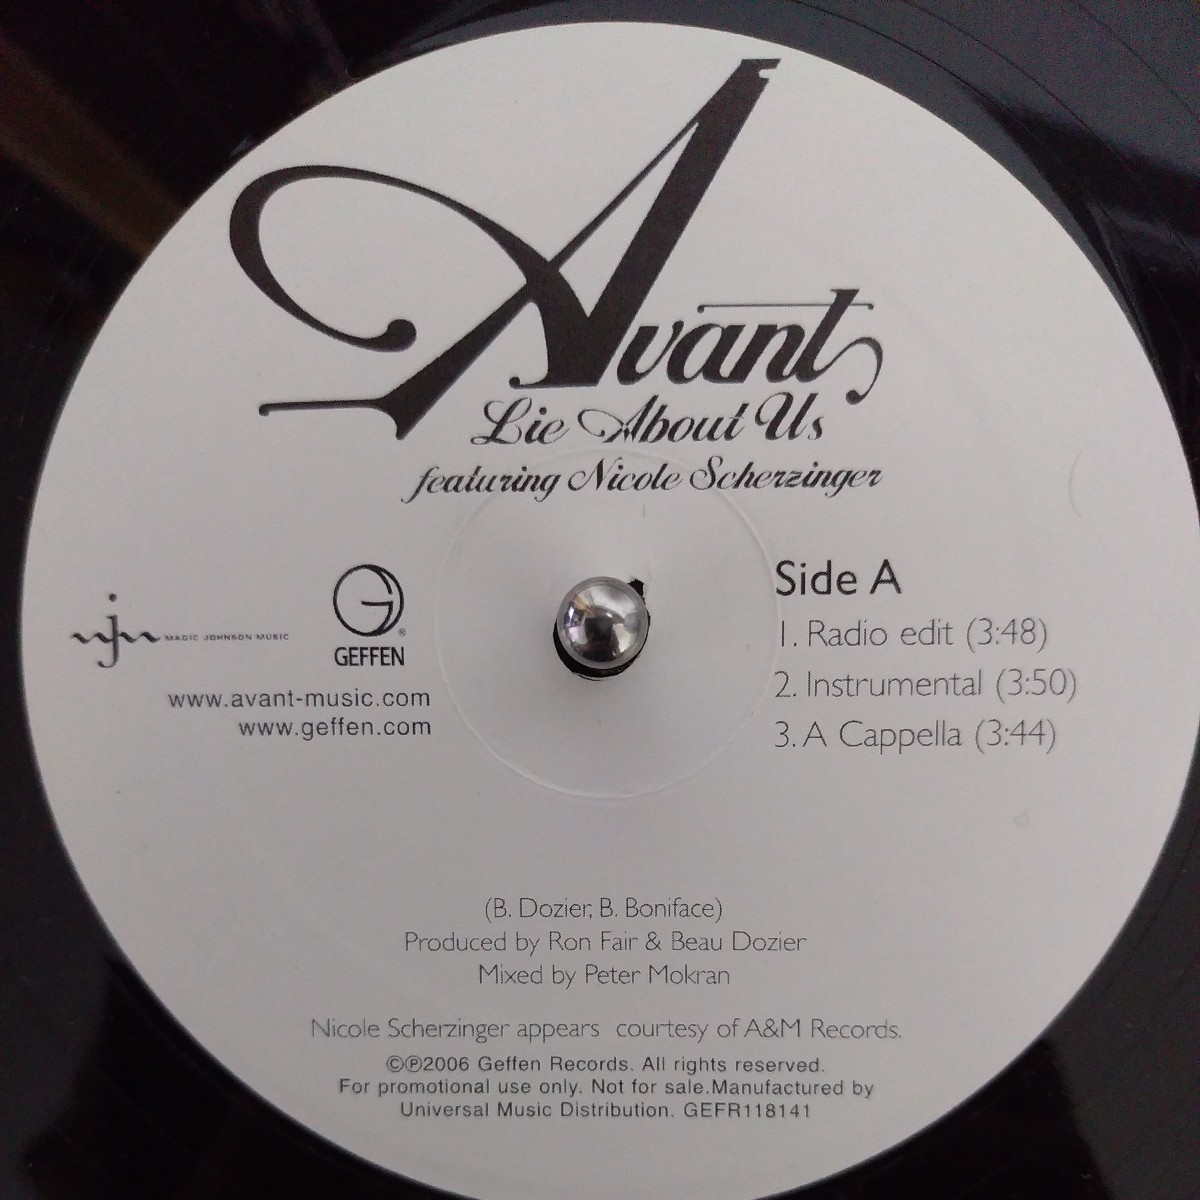 Avant
Lie About Us
featuring Nicole Scherzinger
mjm MAGIC JOHNSON MUSIC
GEFFEN®
www.avant-music.com
www.geffen.com
Side A
1. Radio edit (3:48)
2. Instrumental (3:50)
3. A Cappella (3:44)
(B. Dozier, B. Boniface)
Produced by Ron Fair & Beau Dozier
Mixed by Peter Mokran
Nicole Scherzinger appears courtesy of A&M Records.
©℗2006 Geffen Records. All rights reserved.
For promotional use only. Not for sale.Manufactured by
Universal Music Distribution. GEFR118141